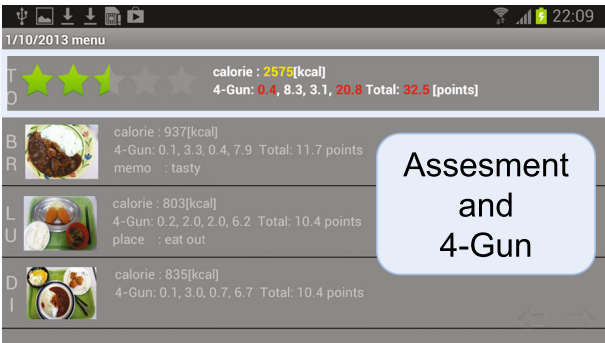 22:09
1/10/2013 menu
TO
calorie : 2575[kcal]
4-Gun: 0.4, 8.3, 3.1, 20.8 Total: 32.5 [points]
BR
calorie : 937[kcal]
4-Gun: 0.1, 3.3, 0.4, 7.9 Total: 11.7 points
memo : tasty
LU
calorie : 803[kcal]
4-Gun: 0.2, 2.0, 2.0, 6.2 Total: 10.4 points
place : eat out
DI
calorie : 835[kcal]
4-Gun: 0.1, 3.0, 0.7, 6.7 Total: 10.4 points
Assesment
and
4-Gun